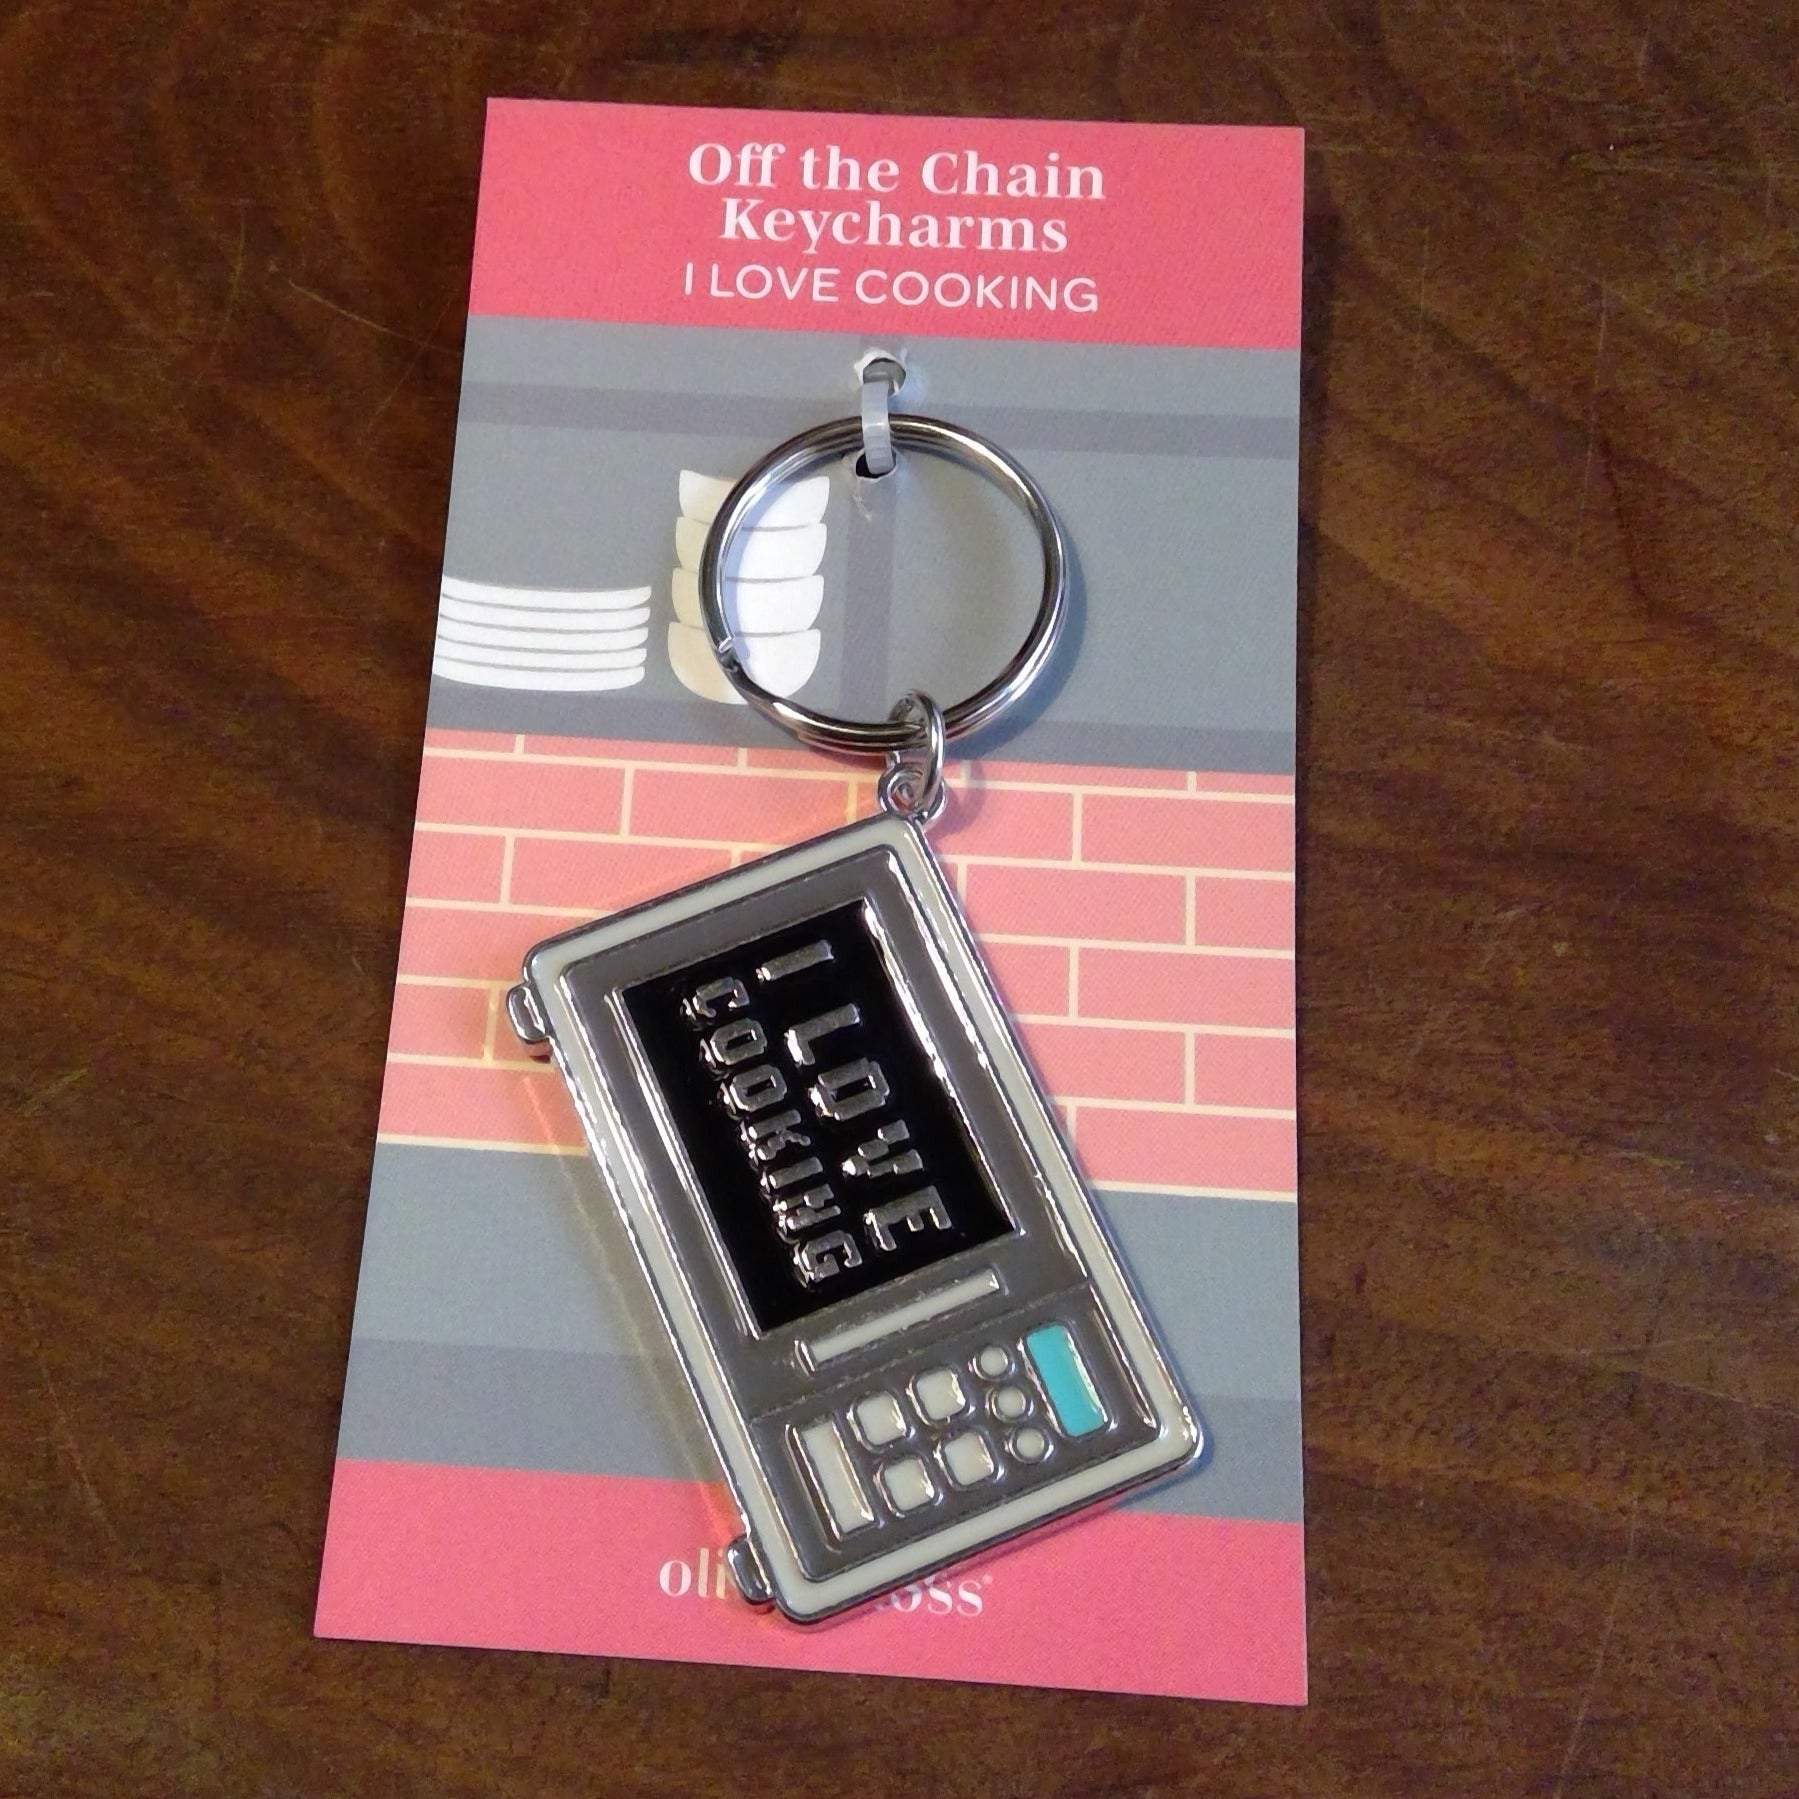 Off the Chain
Keycharms
I LOVE COOKING
I LOVE
COOKING